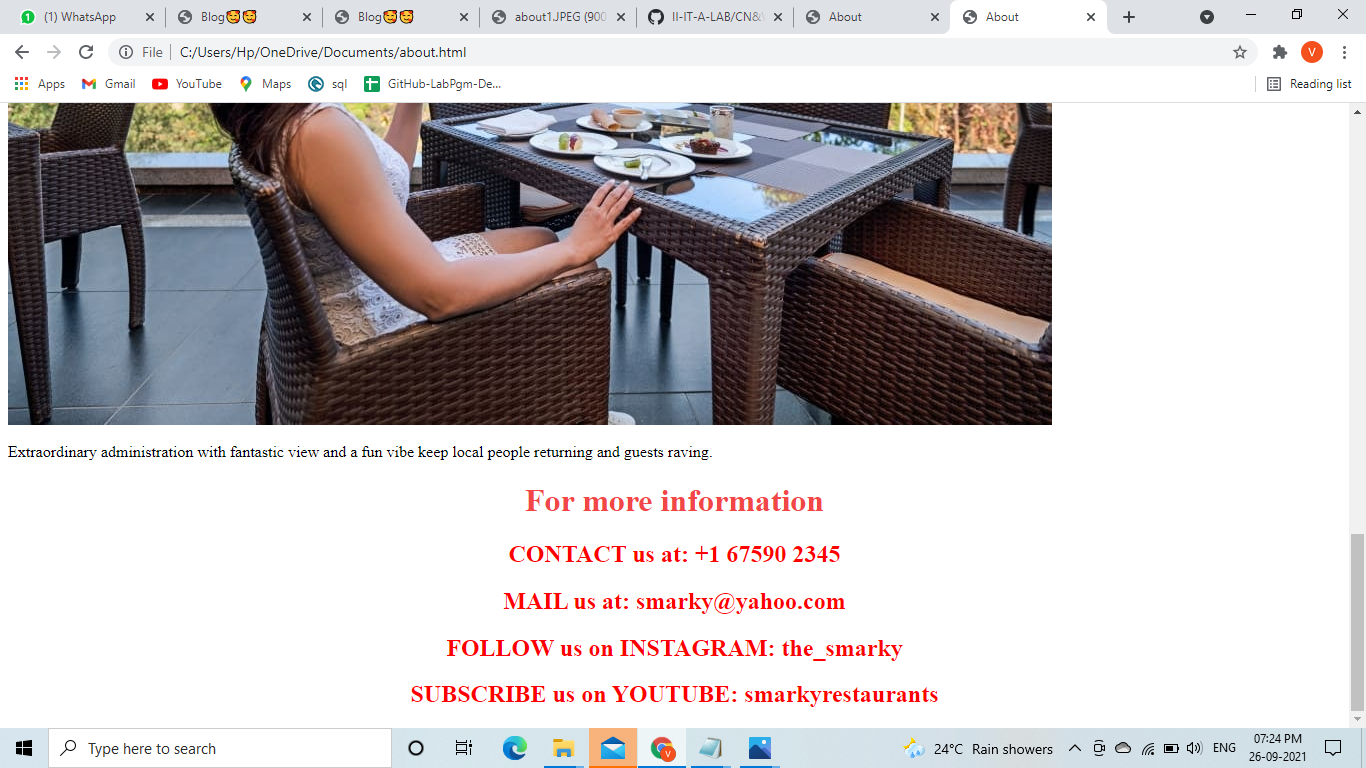 (1) WhatsApp
Blog🥰🥰
Blog🥰🥰
about1.JPEG (900
II-IT-A-LAB/CN&
About
About
File
C:/Users/Hp/OneDrive/Documents/about.html
V
Apps
Gmail
YouTube
Maps
sql
GitHub-LabPgm-De...
Reading list
Extraordinary administration with fantastic view and a fun vibe keep local people returning and guests raving.
For more information
CONTACT us at: +1 67590 2345
MAIL us at: smarky@yahoo.com
FOLLOW us on INSTAGRAM: the_smarky
SUBSCRIBE us on YOUTUBE: smarkyrestaurants
Type here to search
24°C Rain showers
ENG
07:24 PM
26-09-2021